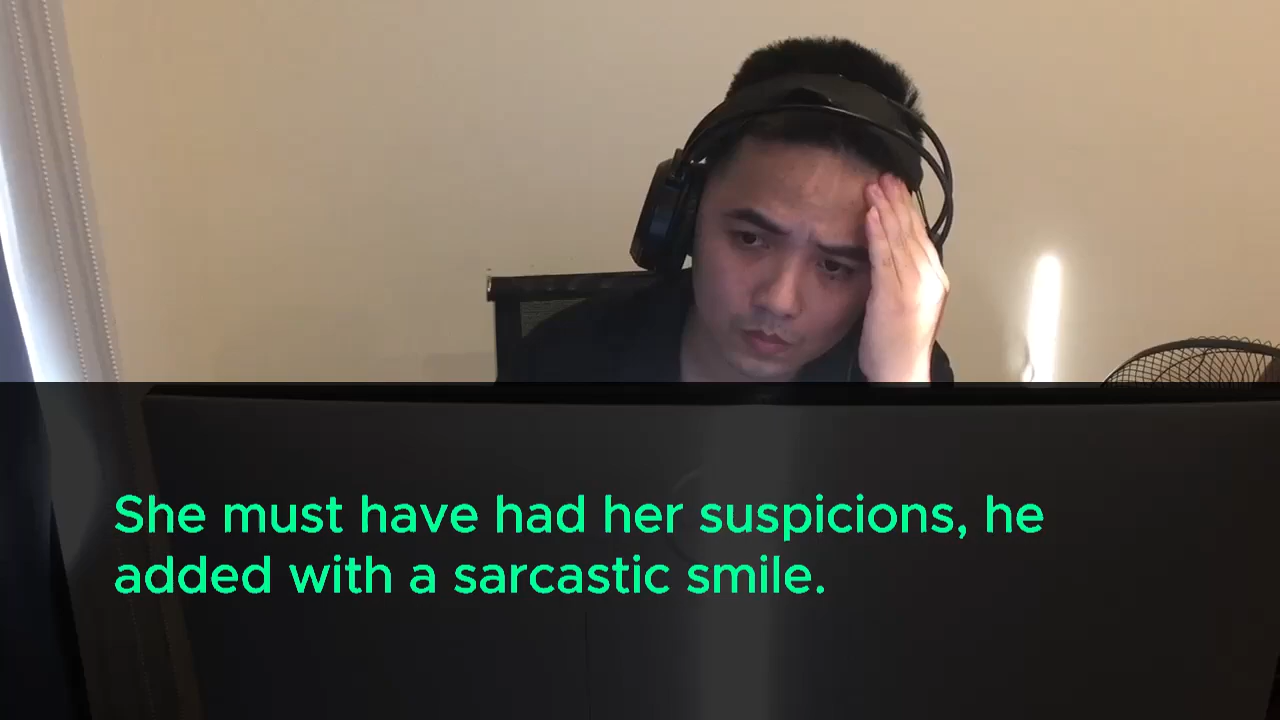 She must have had her suspicions, he
added with a sarcastic smile.